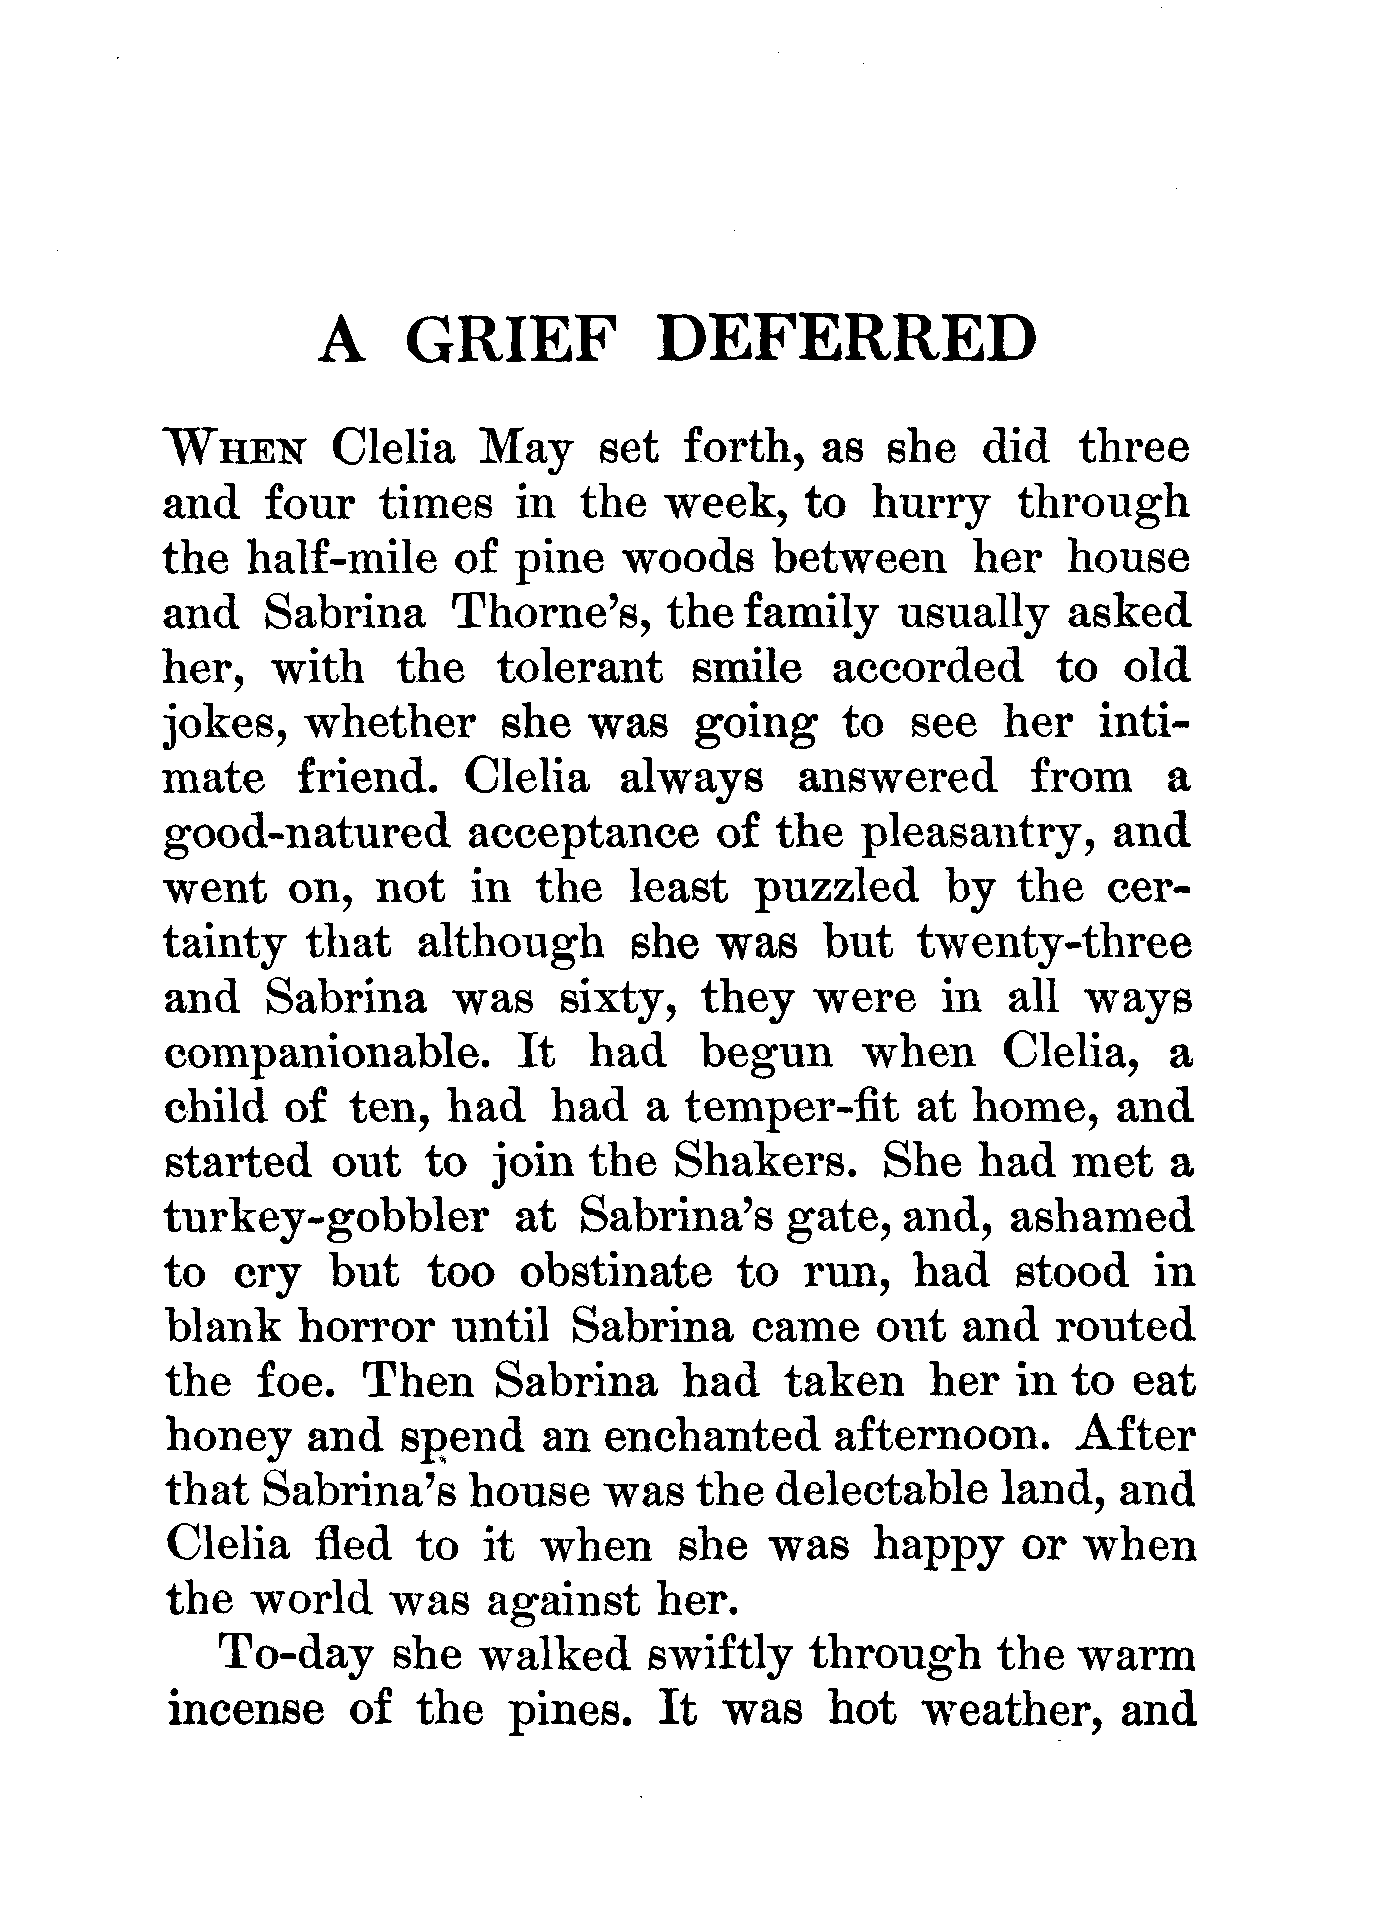 A GRIEF DEFERRED
WHEN Clelia May set forth, as she did three
and four times in the week, to hurry through
the half-mile of pine woods between her house
and Sabrina Thorne's, the family usually asked
her, with the tolerant smile accorded to old
jokes, whether she was going to see her inti-
mate friend. Clelia always answered from a
good-natured acceptance of the pleasantry, and
went on, not in the least puzzled by the cer-
tainty that although she was but twenty-three
and Sabrina was sixty, they were in all ways
companionable. It had begun when Clelia, a
child of ten, had had a temper-fit at home, and
started out to join the Shakers. She had met a
turkey-gobbler at Sabrina's gate, and, ashamed
to cry but too obstinate to run, had stood in
blank horror until Sabrina came out and routed
the foe. Then Sabrina had taken her in to eat
honey and spend an enchanted afternoon. After
that Sabrina's house was the delectable land, and
Clelia fled to it when she was happy or when
the world was against her.
To-day she walked swiftly through the warm
incense of the pines. It was hot weather, and